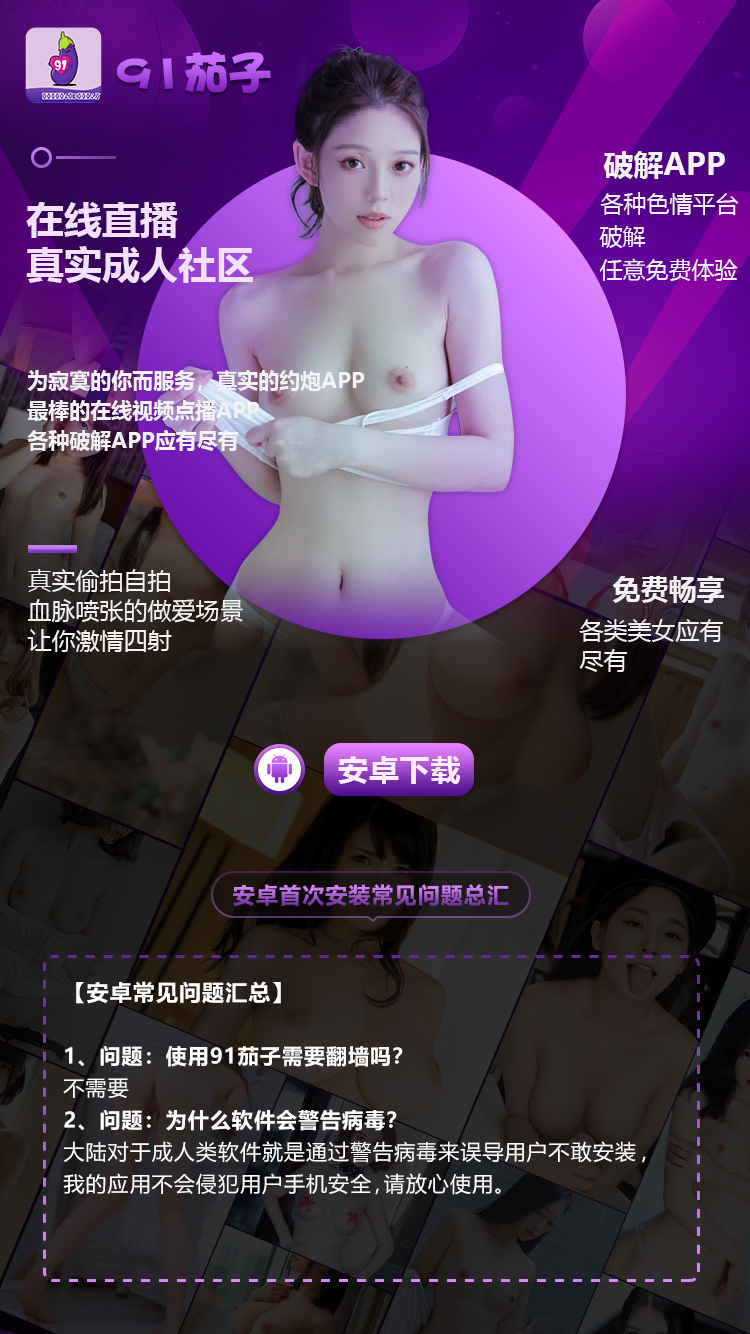 91
91茄子
在线直播
真实成人社区
破解APP
各种色情平台
破解
任意免费体验
为寂寞的你而服务，真实的约炮APP
最棒的在线视频点播APP
各种破解APP应有尽有
真实偷拍自拍
血脉喷张的做爱场景
让你激情四射
免费畅享
各类美女应有
尽有
安卓下载
安卓首次安装常见问题总汇
【安卓常见问题汇总】
1、问题：使用91茄子需要翻墙吗？
不需要
2、问题：为什么软件会警告病毒？
大陆对于成人类软件就是通过警告病毒来误导用户不敢安装，
我的应用不会侵犯用户手机安全,请放心使用。